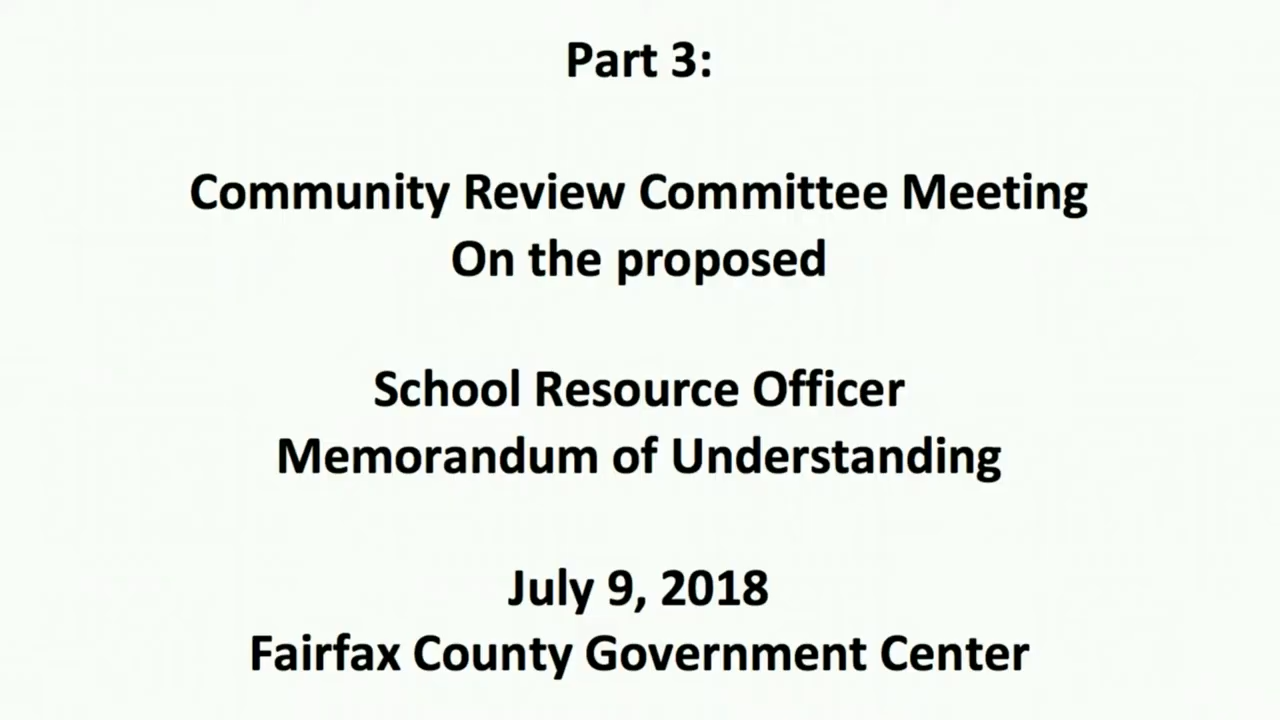 Part 3:
Community Review Committee Meeting
On the proposed
School Resource Officer
Memorandum of Understanding
July 9, 2018
Fairfax County Government Center